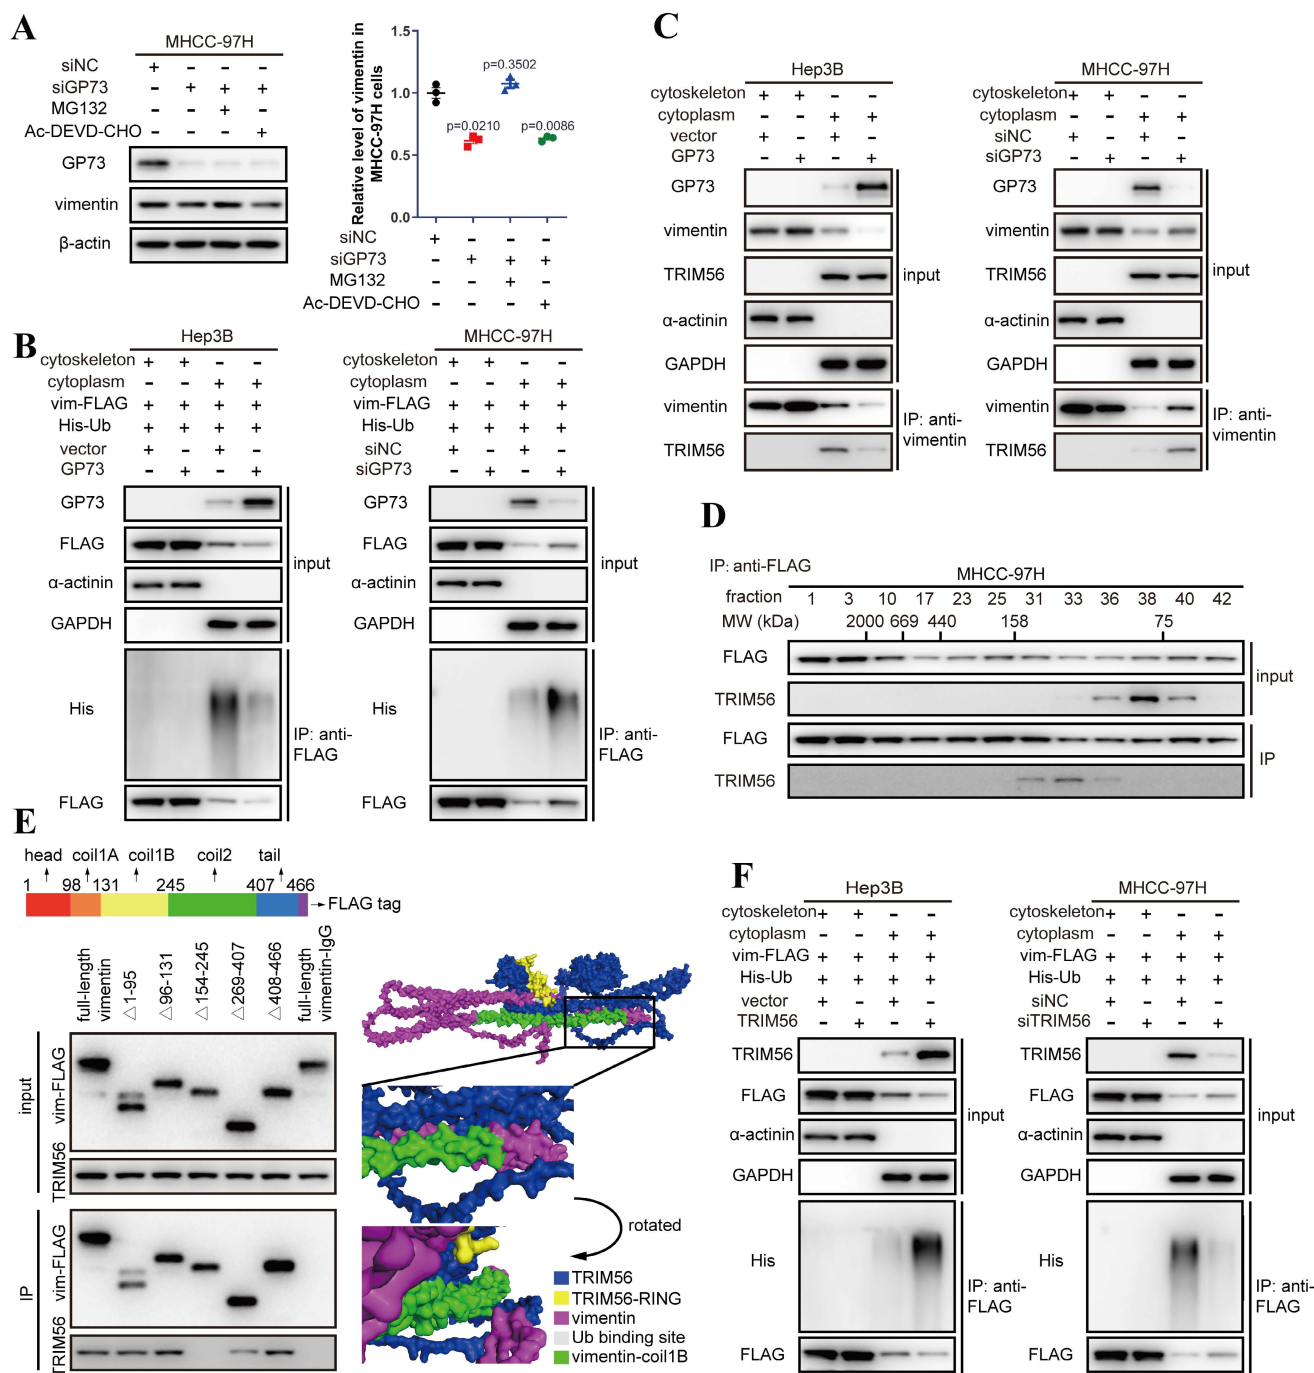 A
MHCC-97H
siNC + - - -
siGP73 - + + +
MG132 - - + -
Ac-DEVD-CHO - - - +
GP73
vimentin
β-actin
Relative level of vimentin in
MHCC-97H cells
1.5
1.0
0.5
0.0
p=0.3502
p=0.0210
p=0.0086
siNC + - - -
siGP73 - + + +
MG132 - - + -
Ac-DEVD-CHO - - - +
B
Hep3B
cytoskeleton + + - -
cytoplasm - - + +
vim-FLAG + + + +
His-Ub + + + +
vector + - + -
GP73 - + - +
GP73
FLAG
α-actinin
GAPDH
input
His
FLAG
IP: anti-
FLAG
MHCC-97H
cytoskeleton + + - -
cytoplasm - - + +
vim-FLAG + + + +
His-Ub + + + +
siNC + - + -
siGP73 - + - +
GP73
FLAG
α-actinin
GAPDH
input
His
FLAG
IP: anti-
FLAG
C
Hep3B
cytoskeleton + + - -
cytoplasm - - + +
vector + - + -
GP73 - + - +
GP73
vimentin
TRIM56
α-actinin
GAPDH
input
vimentin
TRIM56
IP: anti-
vimentin
MHCC-97H
cytoskeleton + + - -
cytoplasm - - + +
siNC + - + -
siGP73 - + - +
GP73
vimentin
TRIM56
α-actinin
GAPDH
input
vimentin
TRIM56
IP: anti-
vimentin
D
IP: anti-FLAG
MHCC-97H
fraction 1 3 10 17 23 25 31 33 36 38 40 42
MW (kDa) 2000 669 440 158 75
FLAG
TRIM56
input
FLAG
TRIM56
IP
E
head coil1A coil1B coil2 tail
1 98 131 245 407 466
FLAG tag
full-length
vimentin
△1-95
△96-131
△154-245
△269-407
△408-466
full-length
vimentin-IgG
input
vim-FLAG
TRIM56
IP
vim-FLAG
TRIM56
rotated
TRIM56
TRIM56-RING
vimentin
Ub binding site
vimentin-coil1B
F
Hep3B
cytoskeleton + + - -
cytoplasm - - + +
vim-FLAG + + + +
His-Ub + + + +
vector + - + -
TRIM56 - + - +
TRIM56
FLAG
α-actinin
GAPDH
input
His
FLAG
IP: anti-
FLAG
MHCC-97H
cytoskeleton + + - -
cytoplasm - - + +
vim-FLAG + + + +
His-Ub + + + +
siNC + - + -
siTRIM56 - + - +
TRIM56
FLAG
α-actinin
GAPDH
input
His
FLAG
IP: anti-
FLAG